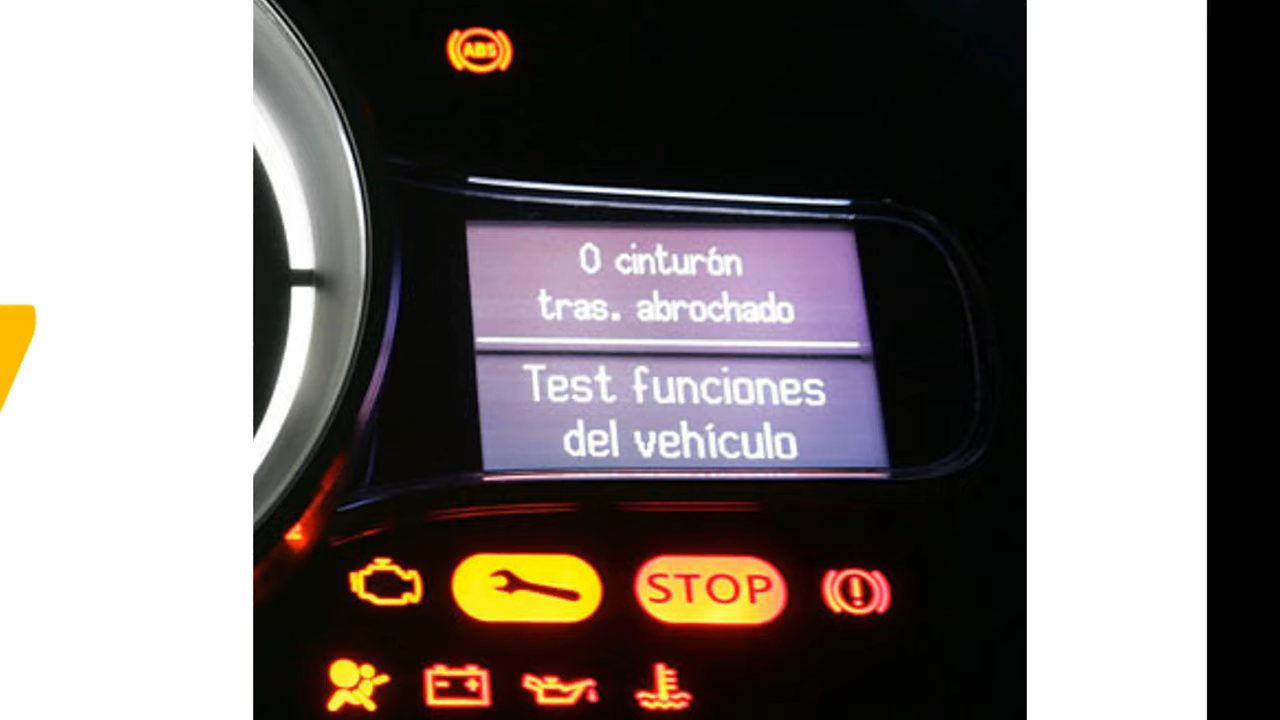 ABS
0 cinturón
tras. abrochado
Test funciones
del vehículo
STOP